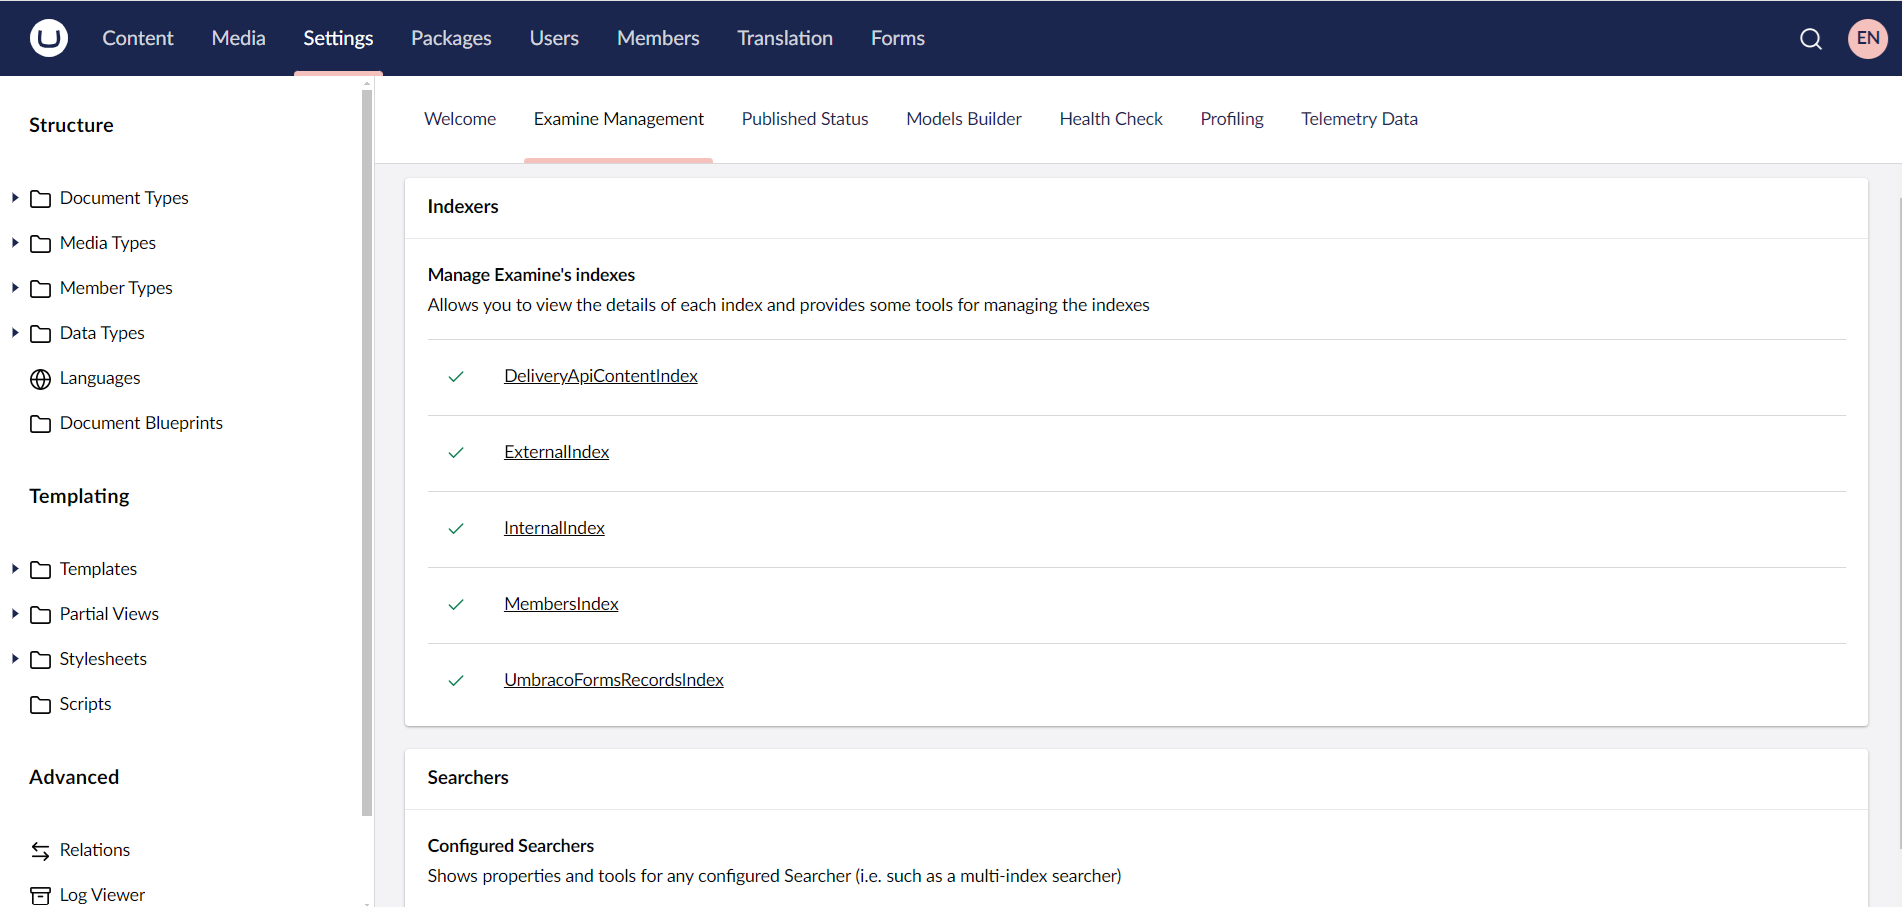 Content Media Settings Packages Users Members Translation Forms EN
Welcome Examine Management Published Status Models Builder Health Check Profiling Telemetry Data
Structure
Document Types
Media Types
Member Types
Data Types
Languages
Document Blueprints
Templating
Templates
Partial Views
Stylesheets
Scripts
Advanced
Relations
Log Viewer
Indexers
Manage Examine's indexes
Allows you to view the details of each index and provides some tools for managing the indexes
DeliveryApiContentIndex
ExternalIndex
InternalIndex
MembersIndex
UmbracoFormsRecordsIndex
Searchers
Configured Searchers
Shows properties and tools for any configured Searcher (i.e. such as a multi-index searcher)